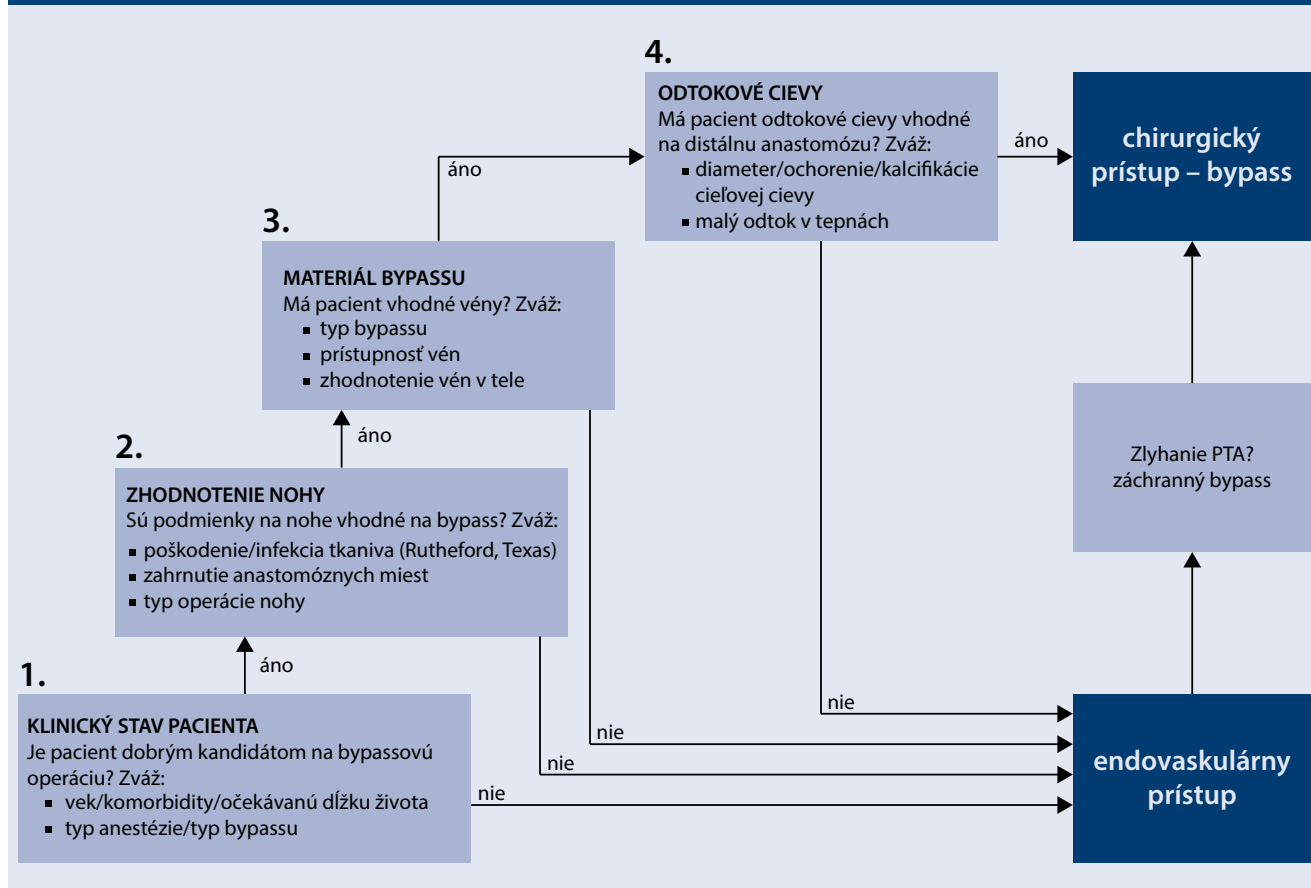 4.
ODTOKOVÉ CIEVY
Má pacient odtokové cievy vhodné
na distálnu anastomózu? Zváž:
▪ diameter/ochorenie/kalcifikácie
cieľovej cievy
▪ malý odtok v tepnách
áno
chirurgický
prístup – bypass
áno
3.
MATERIÁL BYPASSU
Má pacient vhodné vény? Zváž:
▪ typ bypassu
▪ prístupnosť vén
▪ zhodnotenie vén v tele
áno
2.
ZHODNOTENIE NOHY
Sú podmienky na nohe vhodné na bypass? Zváž:
▪ poškodenie/infekcia tkaniva (Rutheford, Texas)
▪ zahrnutie anastomóznych miest
▪ typ operácie nohy
Zlyhanie PTA?
záchranný bypass
áno
1.
KLINICKÝ STAV PACIENTA
Je pacient dobrým kandidátom na bypassovú
operáciu? Zváž:
▪ vek/komorbidity/očekávanú dĺžku života
▪ typ anestézie/typ bypassu
nie
nie
nie
nie
endovaskulárny
prístup